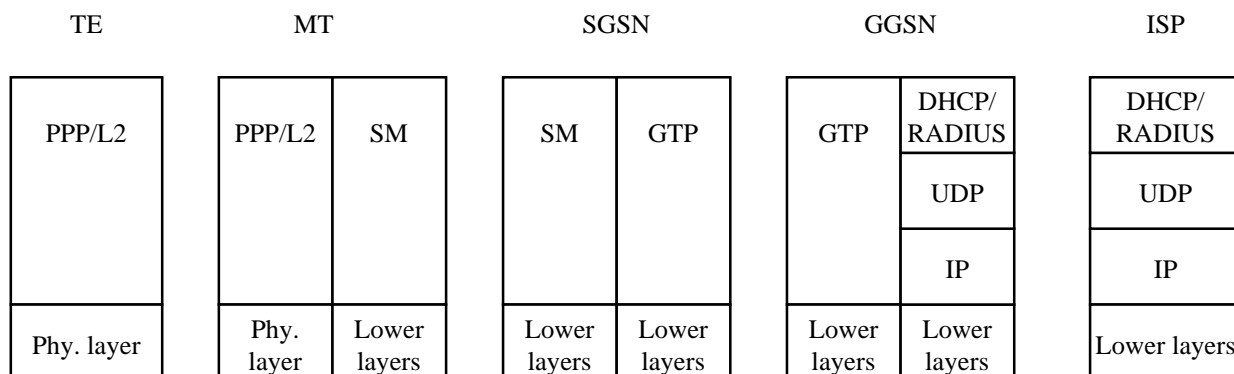 TE
MT
SGSN
GGSN
ISP
PPP/L2
PPP/L2
SM
SM
GTP
GTP
DHCP/
RADIUS
DHCP/
RADIUS
UDP
UDP
IP
IP
Phy. layer
Phy.
layer
Lower
layers
Lower
layers
Lower
layers
Lower
layers
Lower
layers
Lower layers